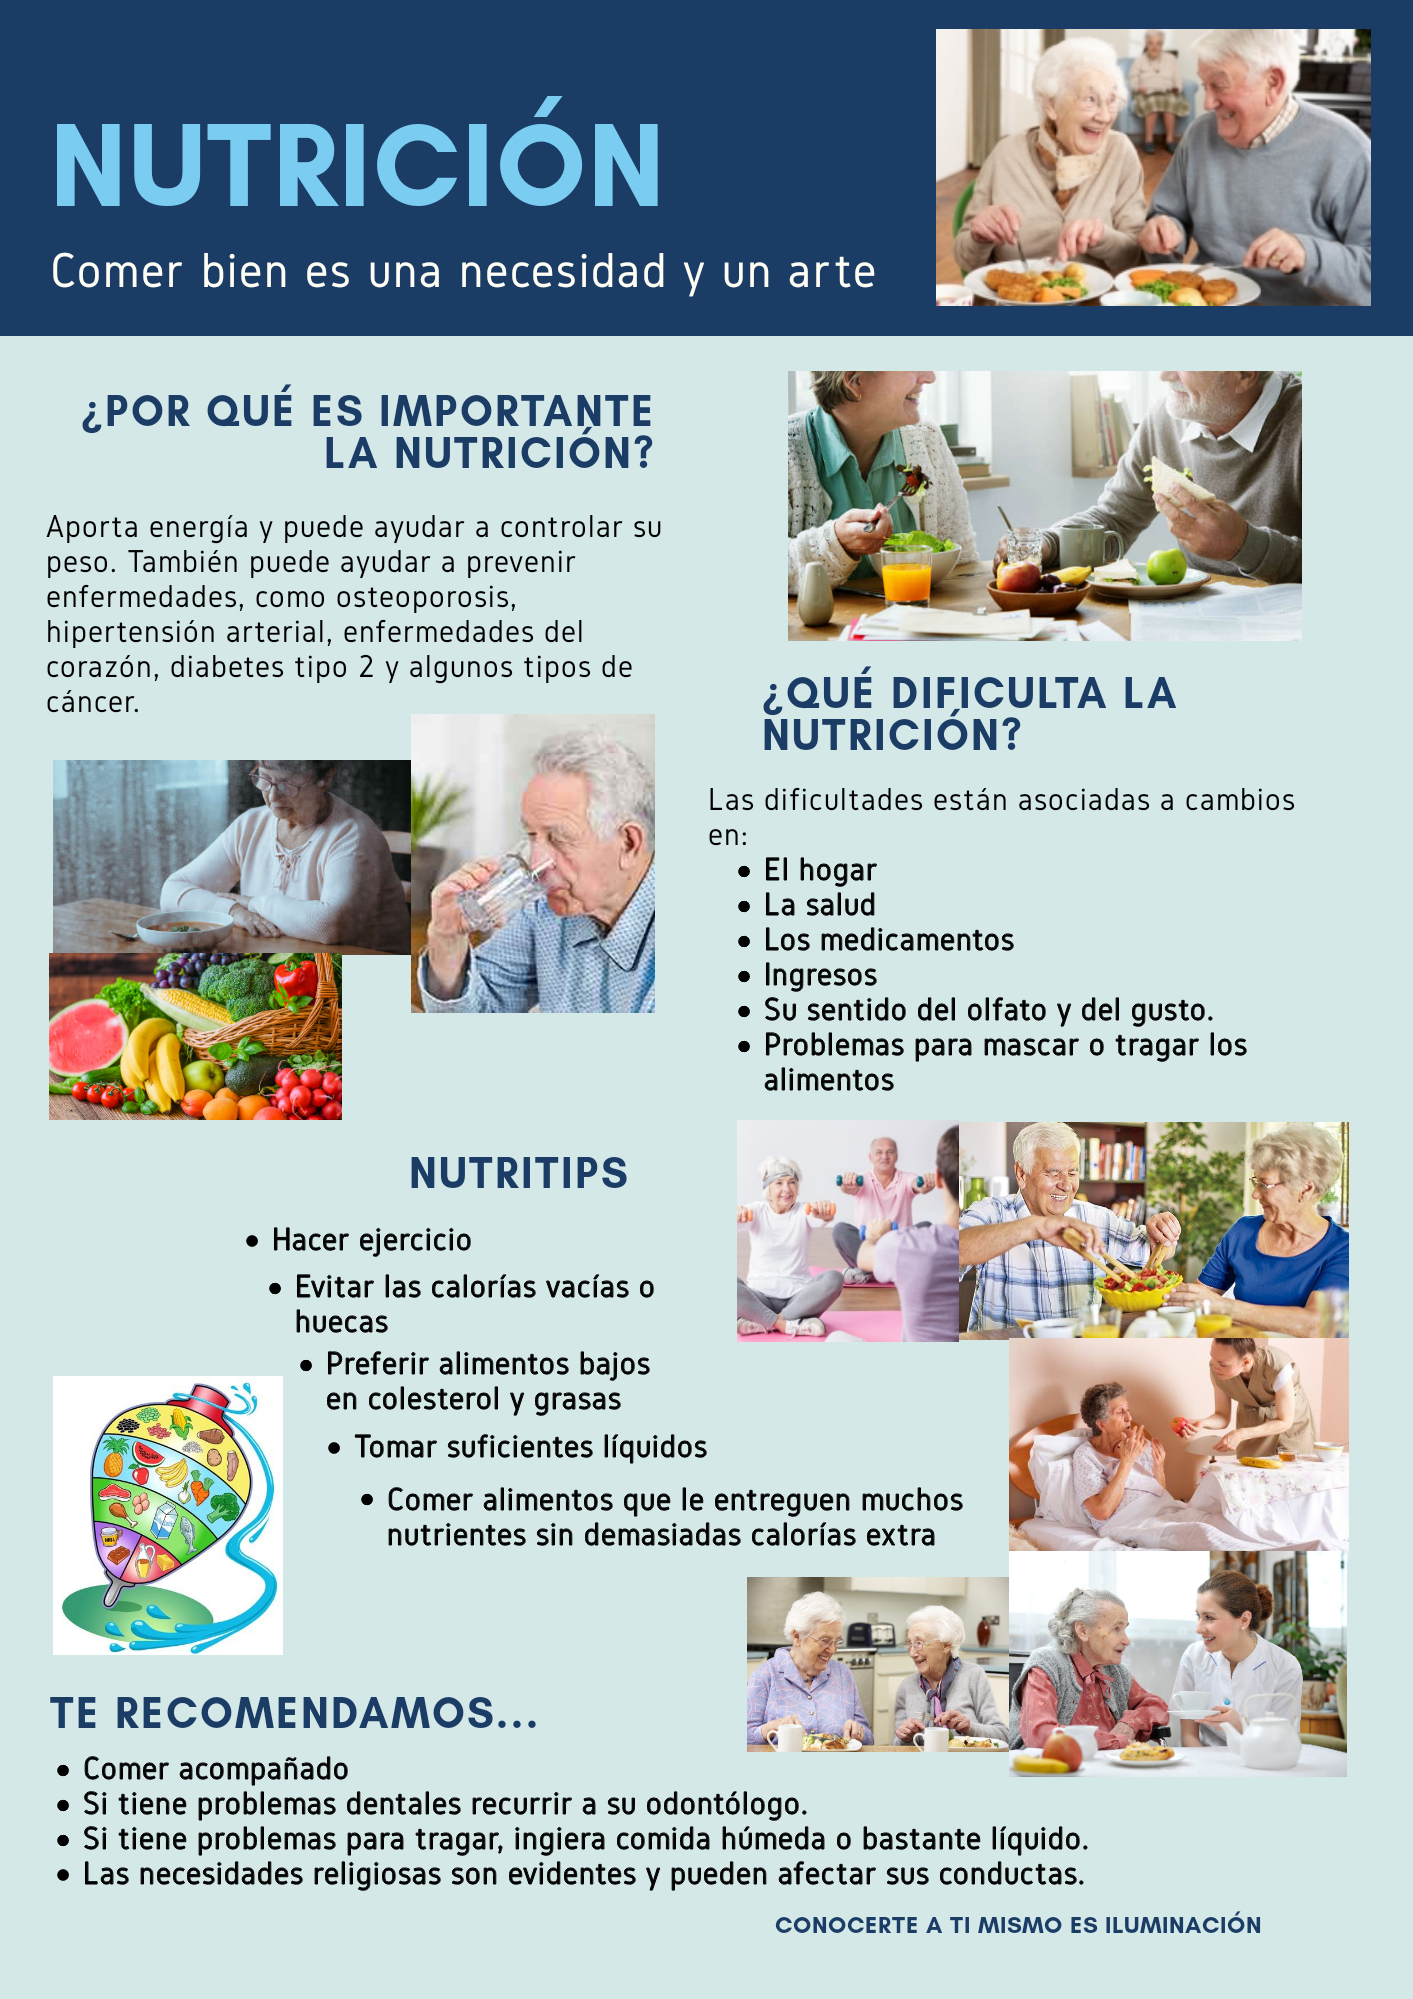 NUTRICIÓN
Comer bien es una necesidad y un arte
¿POR QUÉ ES IMPORTANTE
LA NUTRICIÓN?
Aporta energía y puede ayudar a controlar su
peso. También puede ayudar a prevenir
enfermedades, como osteoporosis,
hipertensión arterial, enfermedades del
corazón, diabetes tipo 2 y algunos tipos de
cáncer.
¿QUÉ DIFICULTA LA
NUTRICIÓN?
Las dificultades están asociadas a cambios
en:
• El hogar
• La salud
• Los medicamentos
• Ingresos
• Su sentido del olfato y del gusto.
• Problemas para mascar o tragar los
alimentos
NUTRITIPS
• Hacer ejercicio
• Evitar las calorías vacías o
huecas
• Preferir alimentos bajos
en colesterol y grasas
• Tomar suficientes líquidos
• Comer alimentos que le entreguen muchos
nutrientes sin demasiadas calorías extra
TE RECOMENDAMOS...
• Comer acompañado
• Si tiene problemas dentales recurrir a su odontólogo.
• Si tiene problemas para tragar, ingiera comida húmeda o bastante líquido.
• Las necesidades religiosas son evidentes y pueden afectar sus conductas.
CONOCERTE A TI MISMO ES ILUMINACIÓN